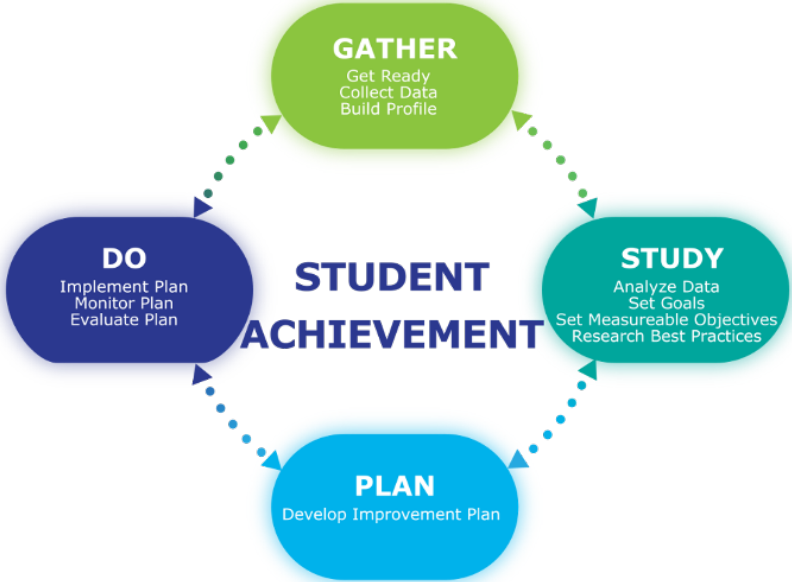 GATHER
Get Ready
Collect Data
Build Profile
DO
Implement Plan
Monitor Plan
Evaluate Plan
STUDENT
ACHIEVEMENT
STUDY
Analyze Data
Set Goals
Set Measureable Objectives
Research Best Practices
PLAN
Develop Improvement Plan